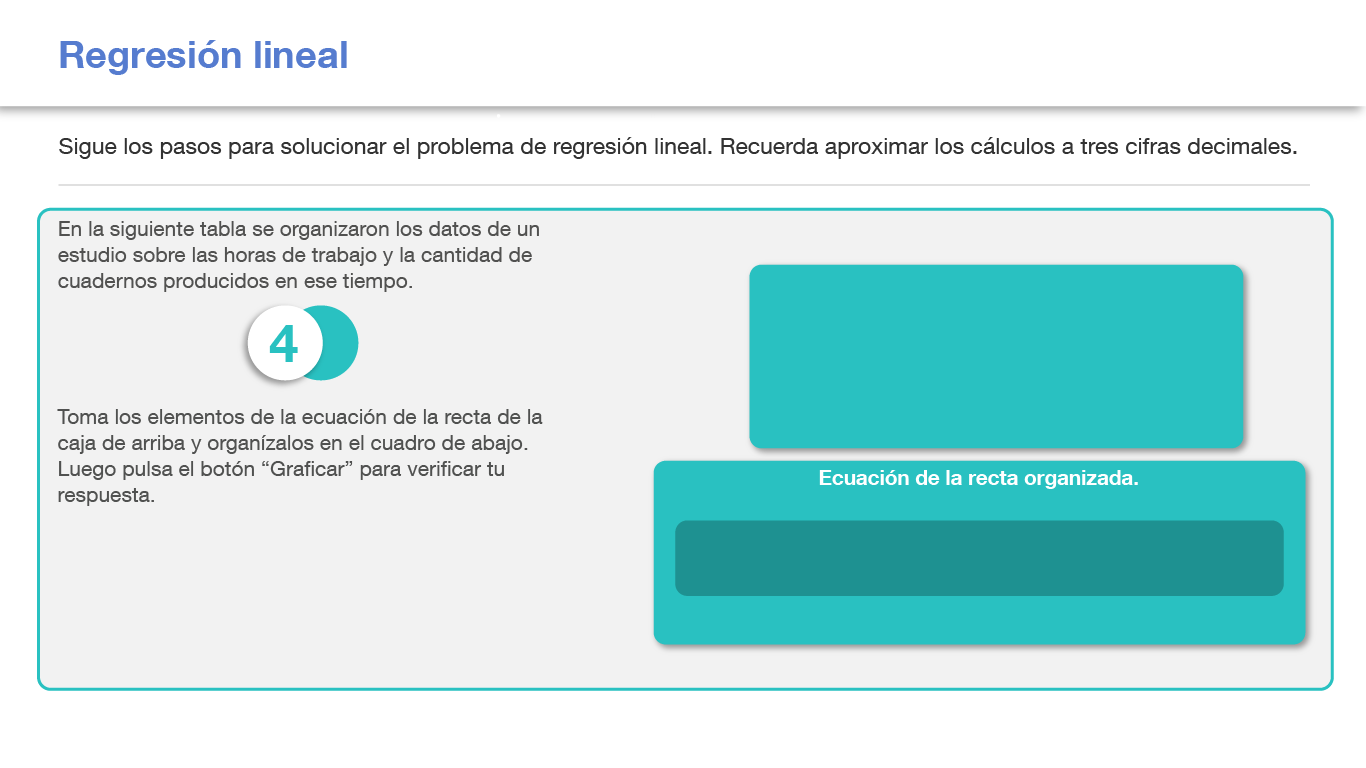 Regresión lineal
Sigue los pasos para solucionar el problema de regresión lineal. Recuerda aproximar los cálculos a tres cifras decimales.
En la siguiente tabla se organizaron los datos de un
estudio sobre las horas de trabajo y la cantidad de
cuadernos producidos en ese tiempo.
4
Toma los elementos de la ecuación de la recta de la
caja de arriba y organízalos en el cuadro de abajo.
Luego pulsa el botón “Graficar” para verificar tu
respuesta.
Ecuación de la recta organizada.